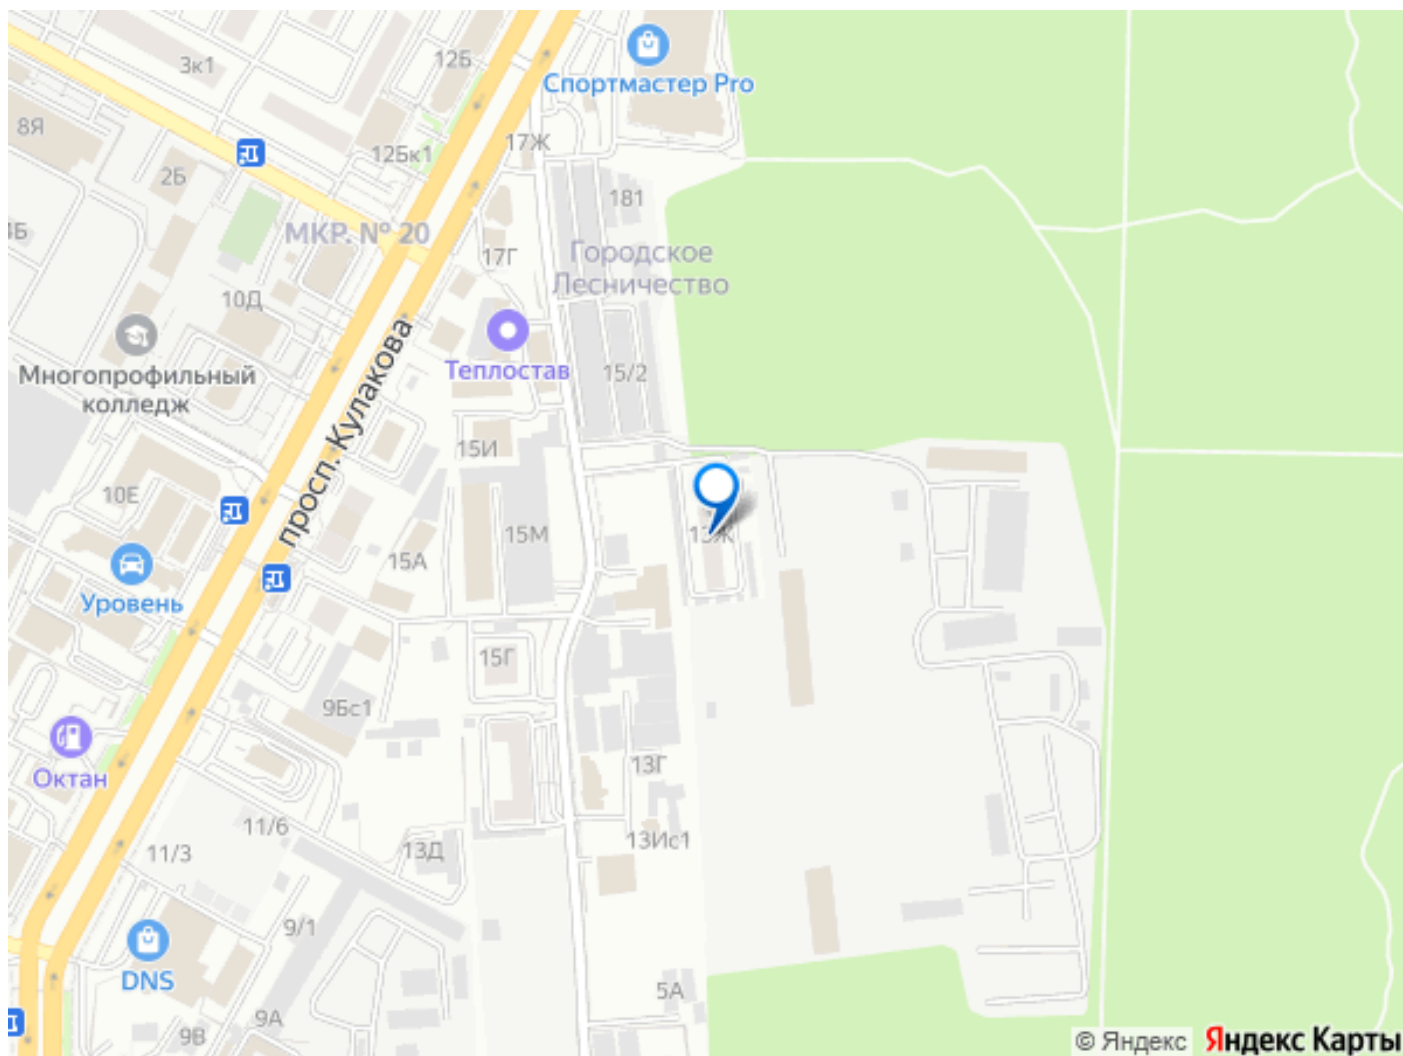 12Б
3к1
Спортмастер Pro
8Я
12Бк1
17Ж
2Б
181
МКР. № 20
17Г
Городское
Лесничество
10Д
Многопрофильный
колледж
просп. Кулакова
Теплостав
15/2
15И
10Е
15М
13Ж
15А
Уровень
15Г
9Бс1
Октан
13Г
11/6
13Ис1
11/3
13Д
9/1
DNS
5А
9А
9В
© Яндекс Яндекс Карты